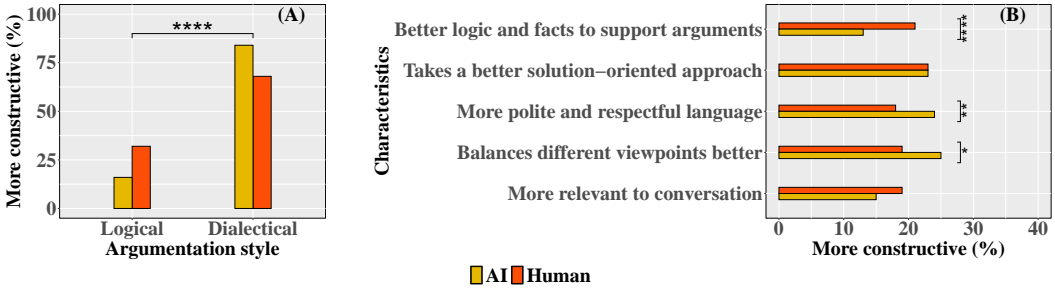 (A)
****
More constructive (%)
100
75
50
25
0
Logical
Dialectical
Argumentation style
(B)
Characteristics
Better logic and facts to support arguments
****
Takes a better solution−oriented approach
More polite and respectful language
**
Balances different viewpoints better
*
More relevant to conversation
0
10
20
30
40
More constructive (%)
AI
Human